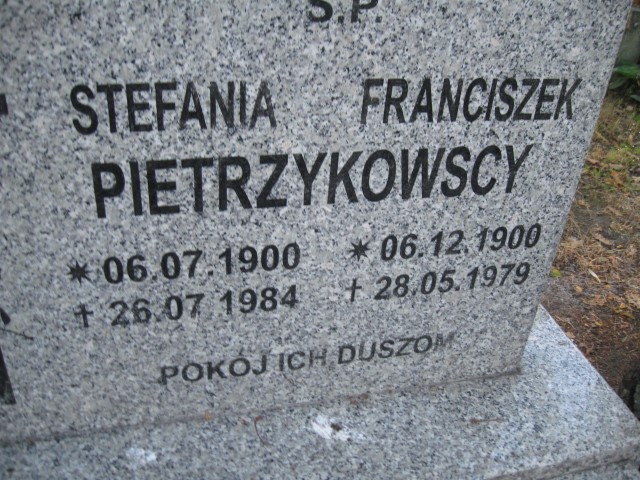 S.P.
STEFANIA FRANCISZEK
PIETRZYKOWSCY
* 06.07.1900 * 06.12.1900
† 26.07 1984 † 28.05.1979
POKÓJ ICH DUSZOM